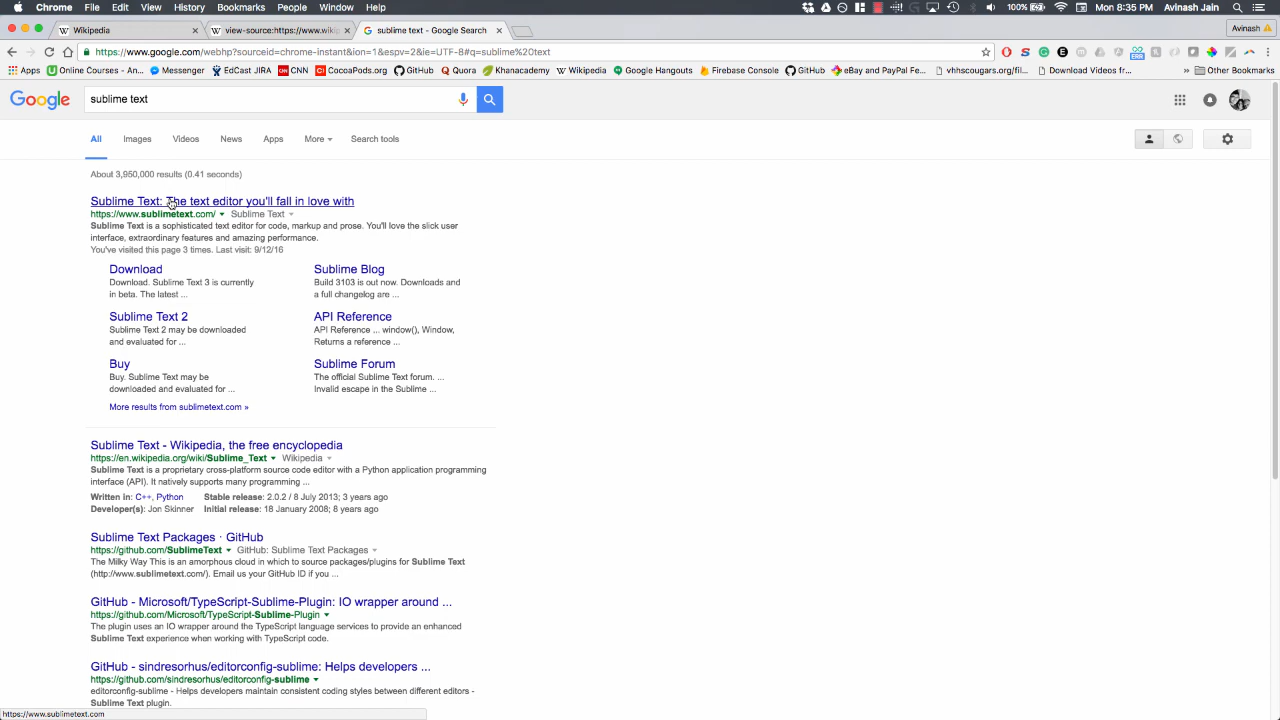 Chrome File Edit View History Bookmarks People Window Help
Avinash Jain
Wikipedia
view-source:https://www.wikip
sublime text - Google Search
Avinash
https://www.google.com/webhp?sourceid=chrome-instant&ion=1&espv=2&ie=UTF-8#q=sublime%20text
Apps Online Courses - An... Messenger EdCast JIRA CNN CocoaPods.org GitHub Quora Khanacademy Wikipedia Google Hangouts Firebase Console GitHub eBay and PayPal Fe... vhhscougars.org/fil... Download Videos fr... » Other Bookmarks
Google
sublime text
All Images Videos News Apps More Search tools
About 3,950,000 results (0.41 seconds)
Sublime Text: The text editor you'll fall in love with
https://www.sublimetext.com/ Sublime Text
Sublime Text is a sophisticated text editor for code, markup and prose. You'll love the slick user
interface, extraordinary features and amazing performance.
You've visited this page 3 times. Last visit: 9/12/16
Download
Download. Sublime Text 3 is currently
in beta. The latest ...
Sublime Blog
Build 3103 is out now. Downloads and
a full changelog are ...
Sublime Text 2
Sublime Text 2 may be downloaded
and evaluated for ...
API Reference
API Reference ... window(), Window,
Returns a reference ...
Buy
Buy. Sublime Text may be
downloaded and evaluated for ...
Sublime Forum
The official Sublime Text forum. ...
Invalid escape in the Sublime ...
More results from sublimetext.com »
Sublime Text - Wikipedia, the free encyclopedia
https://en.wikipedia.org/wiki/Sublime_Text Wikipedia
Sublime Text is a proprietary cross-platform source code editor with a Python application programming
interface (API). It natively supports many programming ...
Written in: C++, Python Stable release: 2.0.2 / 8 July 2013; 3 years ago
Developer(s): Jon Skinner Initial release: 18 January 2008; 8 years ago
Sublime Text Packages · GitHub
https://github.com/SublimeText GitHub: Sublime Text Packages
The Milky Way This is an amorphous cloud in which to source packages/plugins for Sublime Text
(http://www.sublimetext.com/). Email us your GitHub ID if you ...
GitHub - Microsoft/TypeScript-Sublime-Plugin: IO wrapper around ...
https://github.com/Microsoft/TypeScript-Sublime-Plugin
The plugin uses an IO wrapper around the TypeScript language services to provide an enhanced
Sublime Text experience when working with TypeScript code.
GitHub - sindresorhus/editorconfig-sublime: Helps developers ...
https://github.com/sindresorhus/editorconfig-sublime
editorconfig-sublime - Helps developers maintain consistent coding styles between different editors -
Sublime Text plugin.
https://www.sublimetext.com